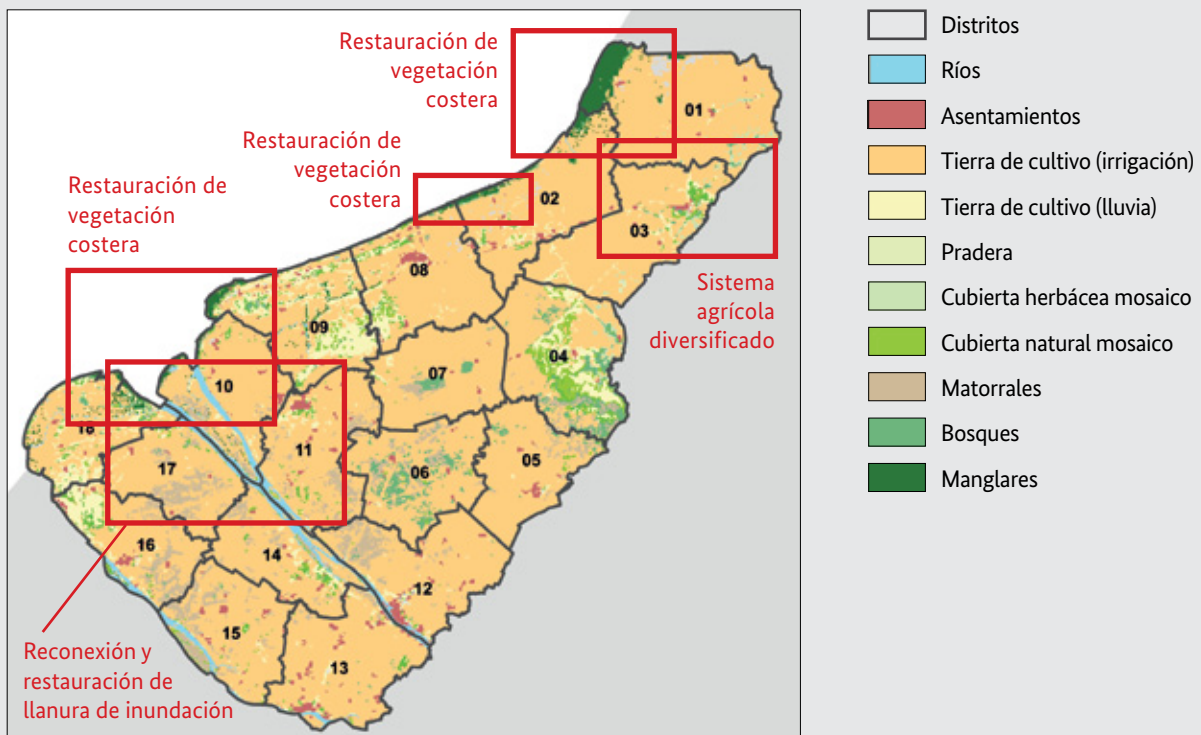 Restauración de
vegetación
costera
Restauración de
vegetación
costera
Restauración de
vegetación
costera
Sistema
agrícola
diversificado
Reconexión y
restauración de
llanura de inundación
01
02
03
08
09
04
07
10
11
18
17
06
05
16
14
12
15
13
Distritos
Ríos
Asentamientos
Tierra de cultivo (irrigación)
Tierra de cultivo (lluvia)
Pradera
Cubierta herbácea mosaico
Cubierta natural mosaico
Matorrales
Bosques
Manglares